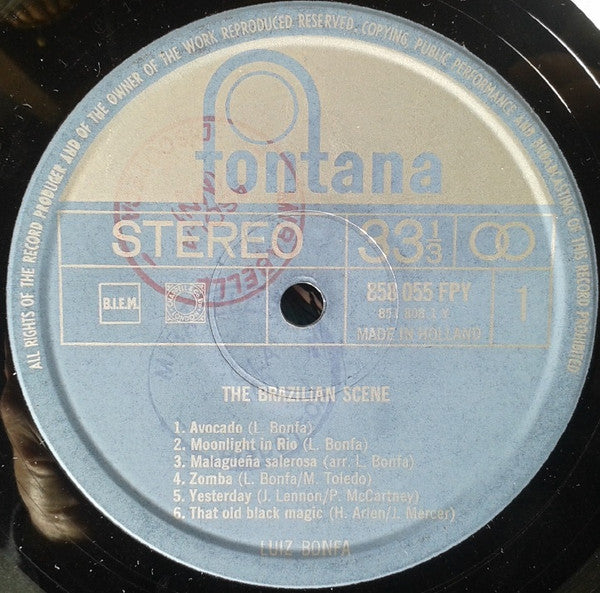 ALL RIGHTS OF THE RECORD PRODUCER AND OF THE OWNER OF THE WORK REPRODUCED RESERVED. COPYING, PUBLIC PERFORMANCE AND BROADCASTING OF THIS RECORD PROHIBITED
fontana
STEREO 33 1/3
B.I.E.M. 858 055 FPY 1
MADE IN HOLLAND
THE BRAZILIAN SCENE
1. Avocado (L. Bonfa)
2. Moonlight in Rio (L. Bonfa)
3. Malagueña salerosa (arr. L. Bonfa)
4. Zomba (L. Bonfa/M. Toledo)
5. Yesterday (J. Lennon/P. McCartney)
6. That old black magic (H. Arlen/J. Mercer)
LUIZ BONFA